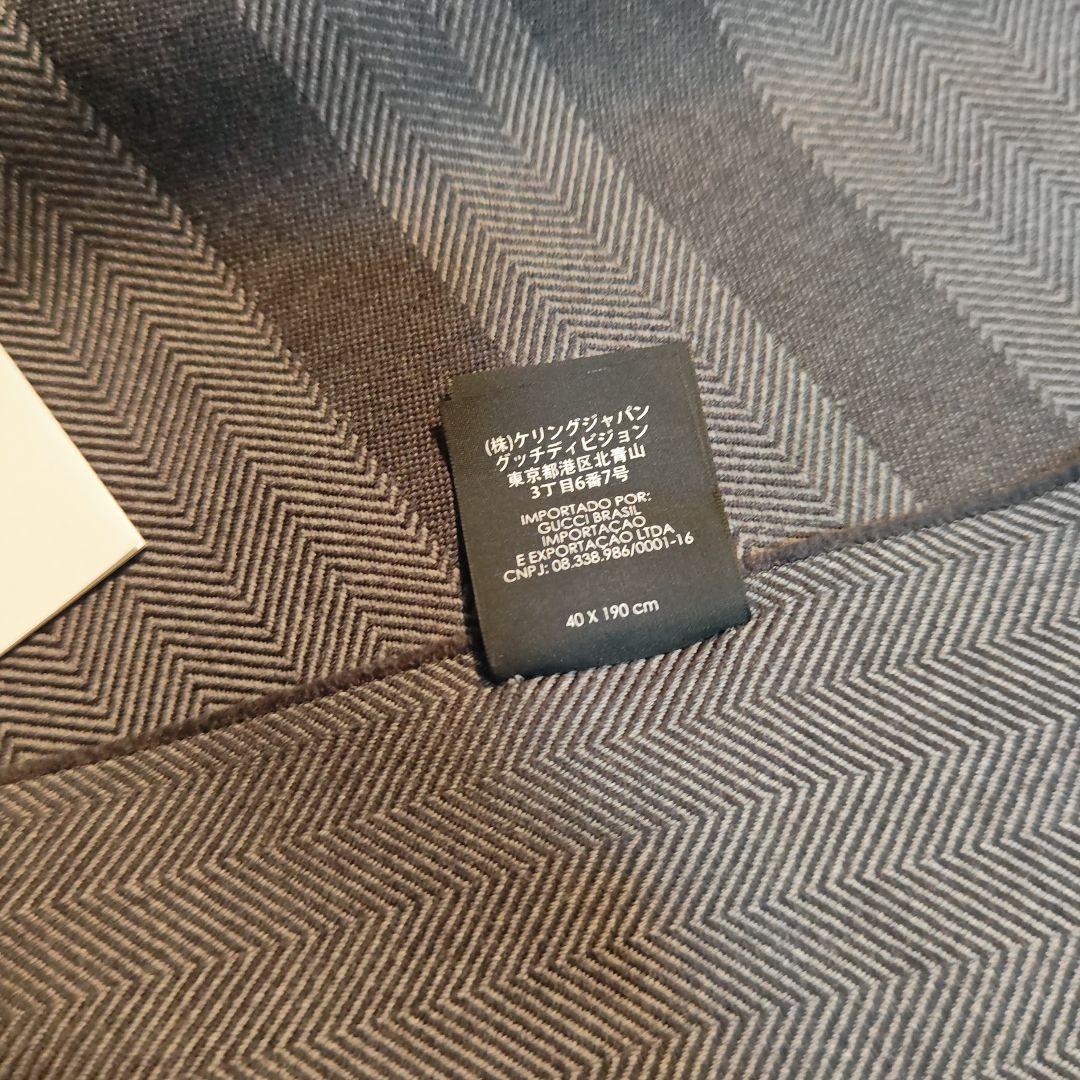 (株)ケリングジャパン
グッチディビジョン
東京都港区北青山
3丁目6番7号
IMPORTADO POR:
GUCCI BRASIL
IMPORTACAO
E EXPORTACAO LTDA
CNPJ: 08.338.986/0001-16
40 X 190 cm